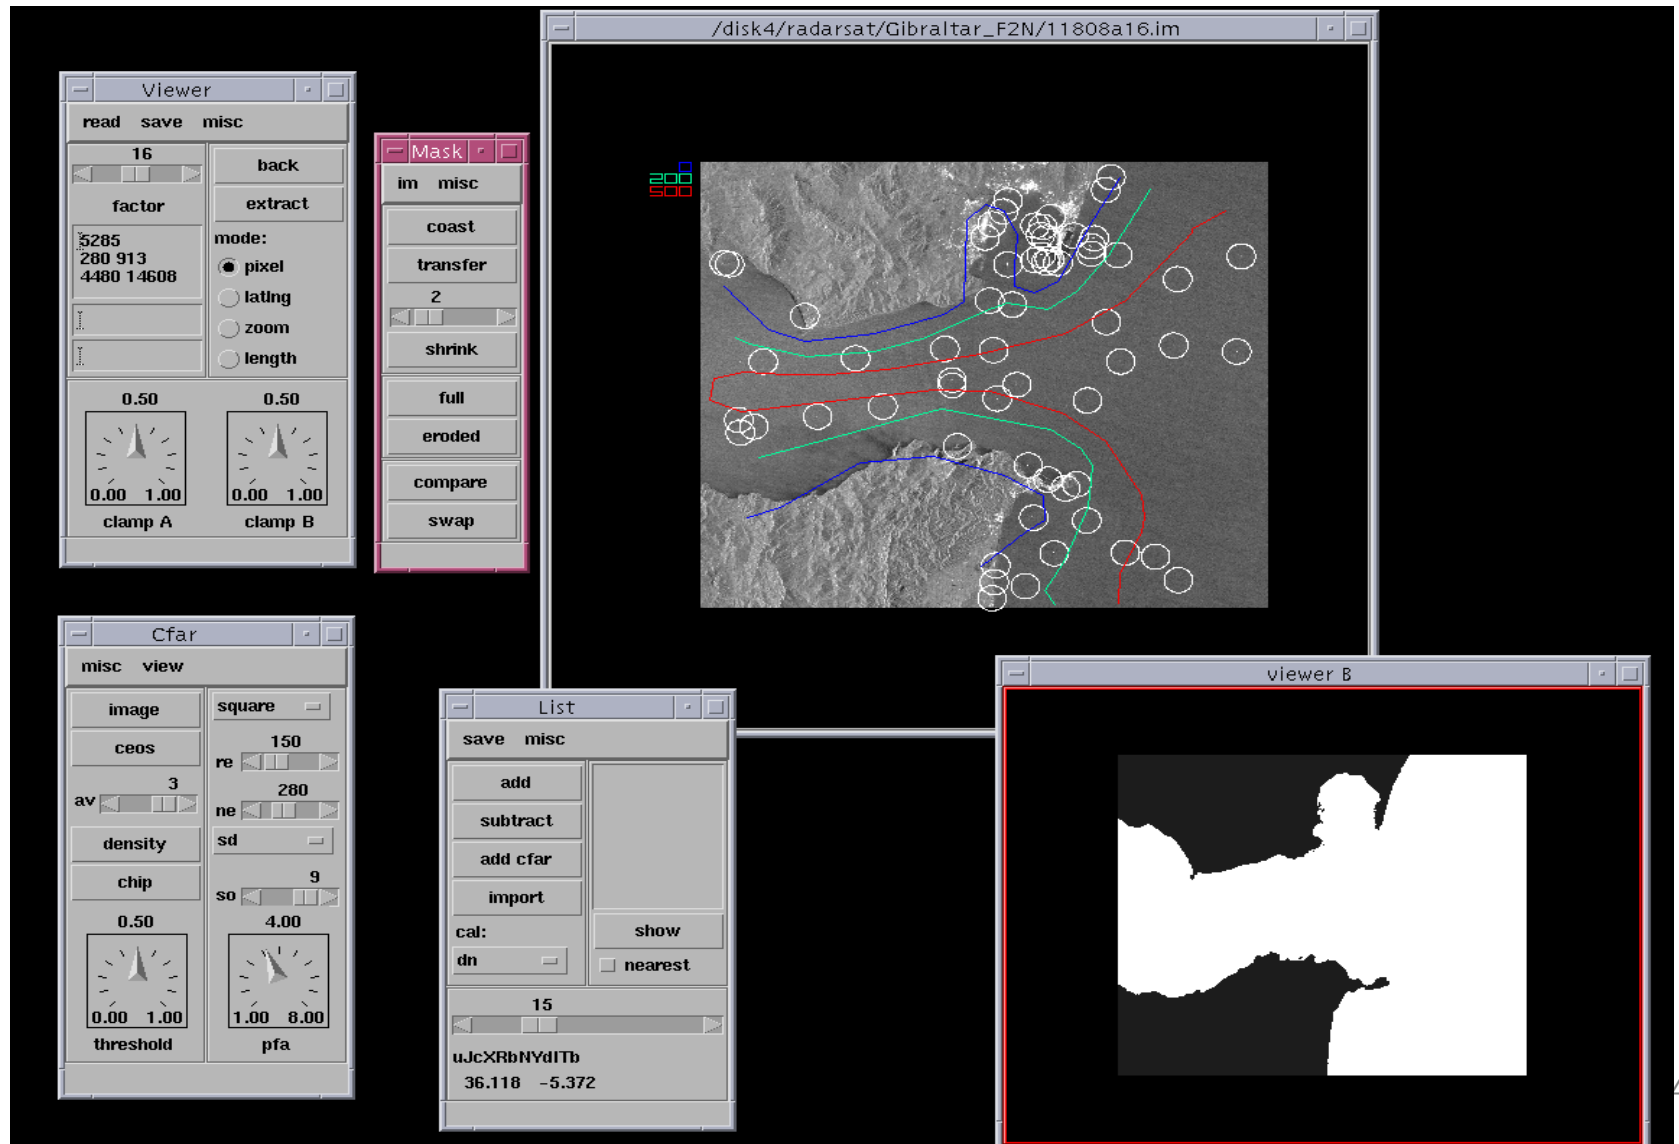 /disk4/radarsat/Gibraltar_F2N/11808a16.im
Viewer
read save misc
16
factor
back
extract
5285
280 913
4480 14608
mode:
pixel
latlng
zoom
length
0.50
0.00 1.00
clamp A
0.50
0.00 1.00
clamp B
Mask
im misc
coast
transfer
2
shrink
full
eroded
compare
swap
0
200
500
Cfar
misc view
image
ceos
av 3
density
chip
0.50
0.00 1.00
threshold
square
150
re
280
ne
sd
9
so
4.00
1.00 8.00
pfa
List
save misc
add
subtract
add cfar
import
cal:
dn
show
nearest
15
uJcXRbNYdITb
36.118 -5.372
viewer B